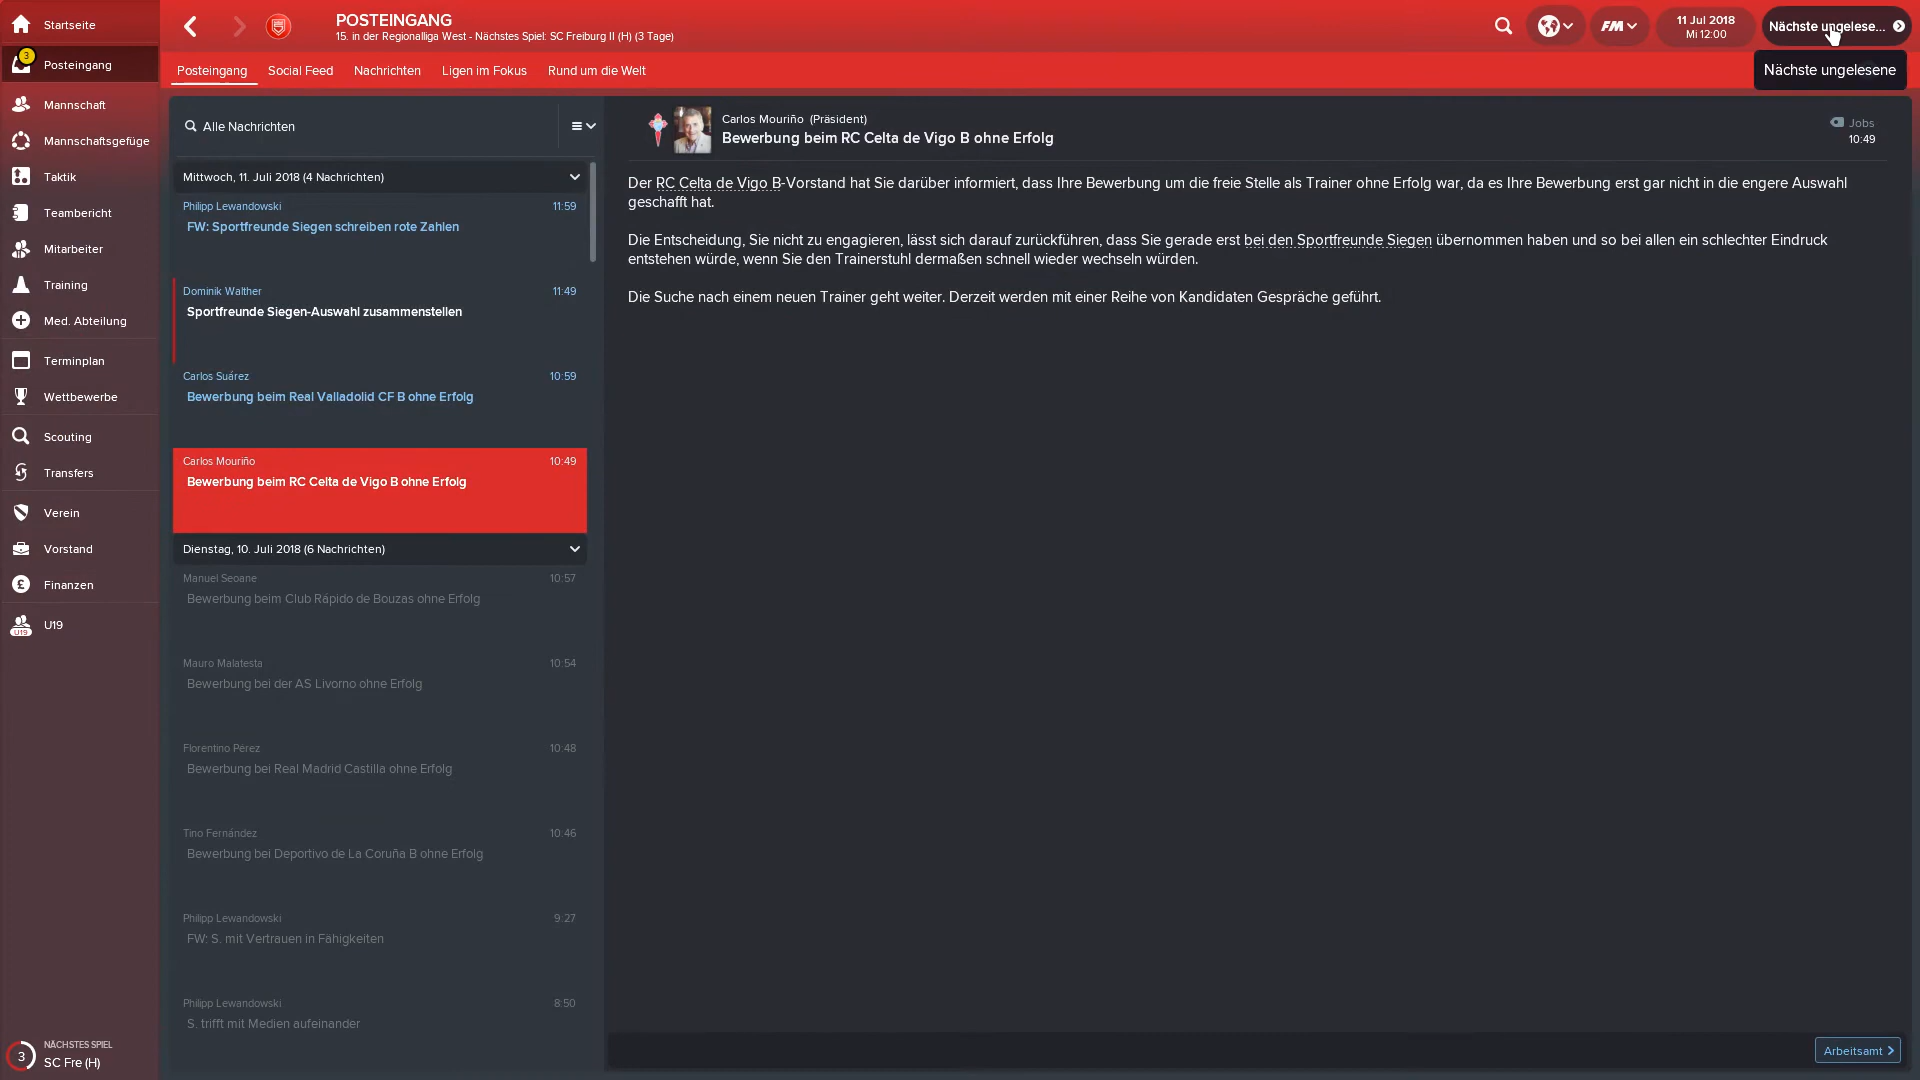 Startseite
3
Posteingang
Mannschaft
Mannschaftsgefüge
Taktik
Teambericht
Mitarbeiter
Training
Med. Abteilung
Terminplan
Wettbewerbe
Scouting
Transfers
Verein
Vorstand
Finanzen
U19
U19
NÄCHSTES SPIEL
3
SC Fre (H)
POSTEINGANG
15. in der Regionalliga West - Nächstes Spiel: SC Freiburg II (H) (3 Tage)
FM
11 Jul 2018
Mi 12:00
Nächste ungelese...
Nächste ungelesene
Posteingang
Social Feed
Nachrichten
Ligen im Fokus
Rund um die Welt
Alle Nachrichten
Mittwoch, 11. Juli 2018 (4 Nachrichten)
Philipp Lewandowski 11:59
FW: Sportfreunde Siegen schreiben rote Zahlen
Dominik Walther 11:49
Sportfreunde Siegen-Auswahl zusammenstellen
Carlos Suárez 10:59
Bewerbung beim Real Valladolid CF B ohne Erfolg
Carlos Mouriño 10:49
Bewerbung beim RC Celta de Vigo B ohne Erfolg
Dienstag, 10. Juli 2018 (6 Nachrichten)
Manuel Seoane 10:57
Bewerbung beim Club Rápido de Bouzas ohne Erfolg
Mauro Malatesta 10:54
Bewerbung bei der AS Livorno ohne Erfolg
Florentino Pérez 10:48
Bewerbung bei Real Madrid Castilla ohne Erfolg
Tino Fernández 10:46
Bewerbung bei Deportivo de La Coruña B ohne Erfolg
Philipp Lewandowski 9:27
FW: S. mit Vertrauen in Fähigkeiten
Philipp Lewandowski 8:50
S. trifft mit Medien aufeinander
Carlos Mouriño (Präsident)
Bewerbung beim RC Celta de Vigo B ohne Erfolg
Jobs
10:49
Der RC Celta de Vigo B-Vorstand hat Sie darüber informiert, dass Ihre Bewerbung um die freie Stelle als Trainer ohne Erfolg war, da es Ihre Bewerbung erst gar nicht in die engere Auswahl
geschafft hat.
Die Entscheidung, Sie nicht zu engagieren, lässt sich darauf zurückführen, dass Sie gerade erst bei den Sportfreunde Siegen übernommen haben und so bei allen ein schlechter Eindruck
entstehen würde, wenn Sie den Trainerstuhl dermaßen schnell wieder wechseln würden.
Die Suche nach einem neuen Trainer geht weiter. Derzeit werden mit einer Reihe von Kandidaten Gespräche geführt.
Arbeitsamt